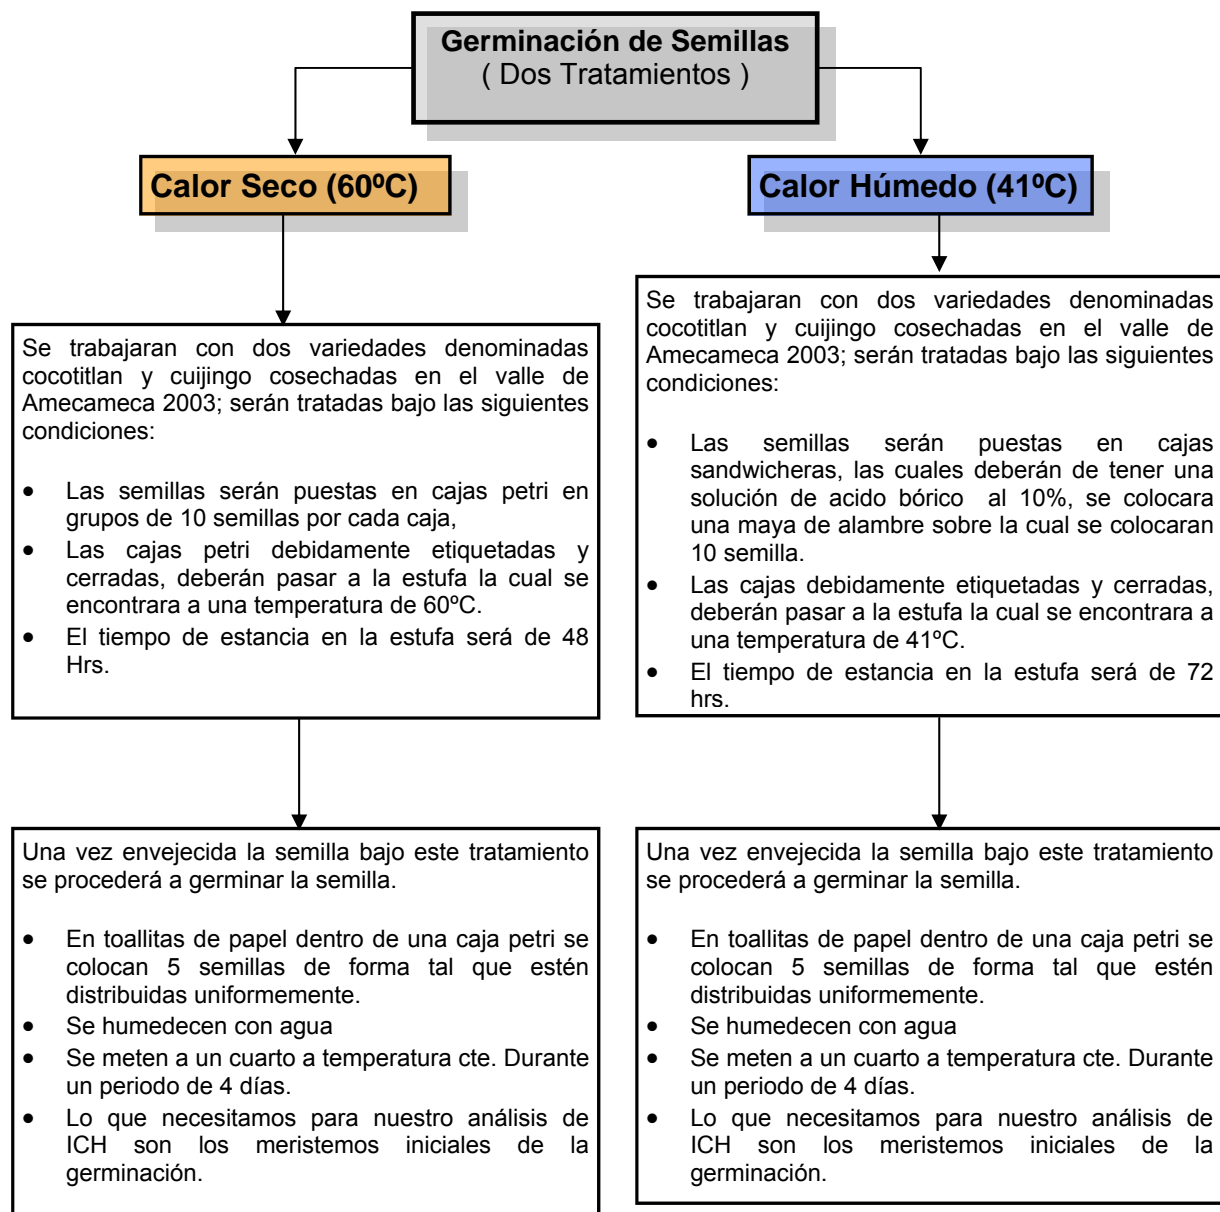 Germinación de Semillas
( Dos Tratamientos )
Calor Seco (60ºC)
Se trabajaran con dos variedades denominadas
cocotitlan y cuijingo cosechadas en el valle de
Amecameca 2003; serán tratadas bajo las siguientes
condiciones:
• Las semillas serán puestas en cajas petri en
grupos de 10 semillas por cada caja,
• Las cajas petri debidamente etiquetadas y
cerradas, deberán pasar a la estufa la cual se
encontrara a una temperatura de 60ºC.
• El tiempo de estancia en la estufa será de 48
Hrs.
Una vez envejecida la semilla bajo este tratamiento
se procederá a germinar la semilla.
• En toallitas de papel dentro de una caja petri se
colocan 5 semillas de forma tal que estén
distribuidas uniformemente.
• Se humedecen con agua
• Se meten a un cuarto a temperatura cte. Durante
un periodo de 4 días.
• Lo que necesitamos para nuestro análisis de
ICH son los meristemos iniciales de la
germinación.
Calor Húmedo (41ºC)
Se trabajaran con dos variedades denominadas
cocotitlan y cuijingo cosechadas en el valle de
Amecameca 2003; serán tratadas bajo las siguientes
condiciones:
• Las semillas serán puestas en cajas
sandwicheras, las cuales deberán de tener una
solución de acido bórico al 10%, se colocara
una maya de alambre sobre la cual se colocaran
10 semilla.
• Las cajas debidamente etiquetadas y cerradas,
deberán pasar a la estufa la cual se encontrara a
una temperatura de 41ºC.
• El tiempo de estancia en la estufa será de 72
hrs.
Una vez envejecida la semilla bajo este tratamiento
se procederá a germinar la semilla.
• En toallitas de papel dentro de una caja petri se
colocan 5 semillas de forma tal que estén
distribuidas uniformemente.
• Se humedecen con agua
• Se meten a un cuarto a temperatura cte. Durante
un periodo de 4 días.
• Lo que necesitamos para nuestro análisis de
ICH son los meristemos iniciales de la
germinación.